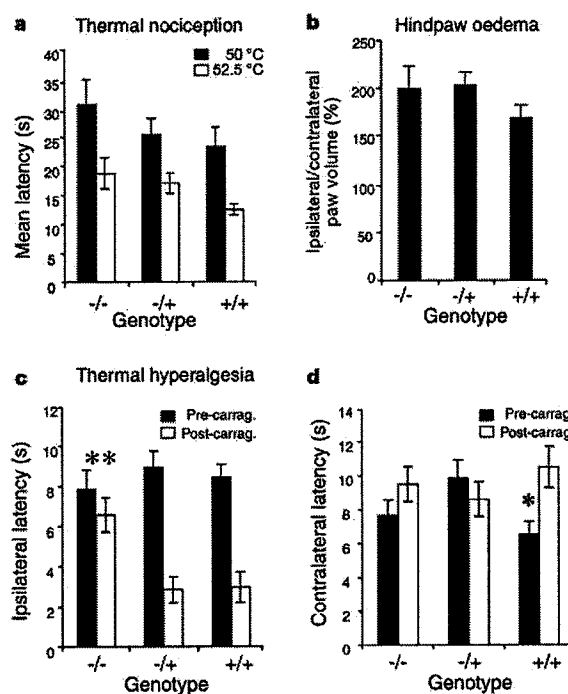 a Thermal nociception
50 °C
52.5 °C
40
35
30
25
20
15
10
5
0
Mean latency (s)
-/- -/+ +/+
Genotype
b Hindpaw oedema
250
200
150
100
50
0
Ipsilateral/contralateral
paw volume (%)
-/- -/+ +/+
Genotype
c Thermal hyperalgesia
Pre-carrag.
Post-carrag.
12
10
8
6
4
2
0
**
Ipsilateral latency (s)
-/- -/+ +/+
Genotype
d
Pre-carrag.
Post-carrag.
14
12
10
8
6
4
2
0
*
Contralateral latency (s)
-/- -/+ +/+
Genotype